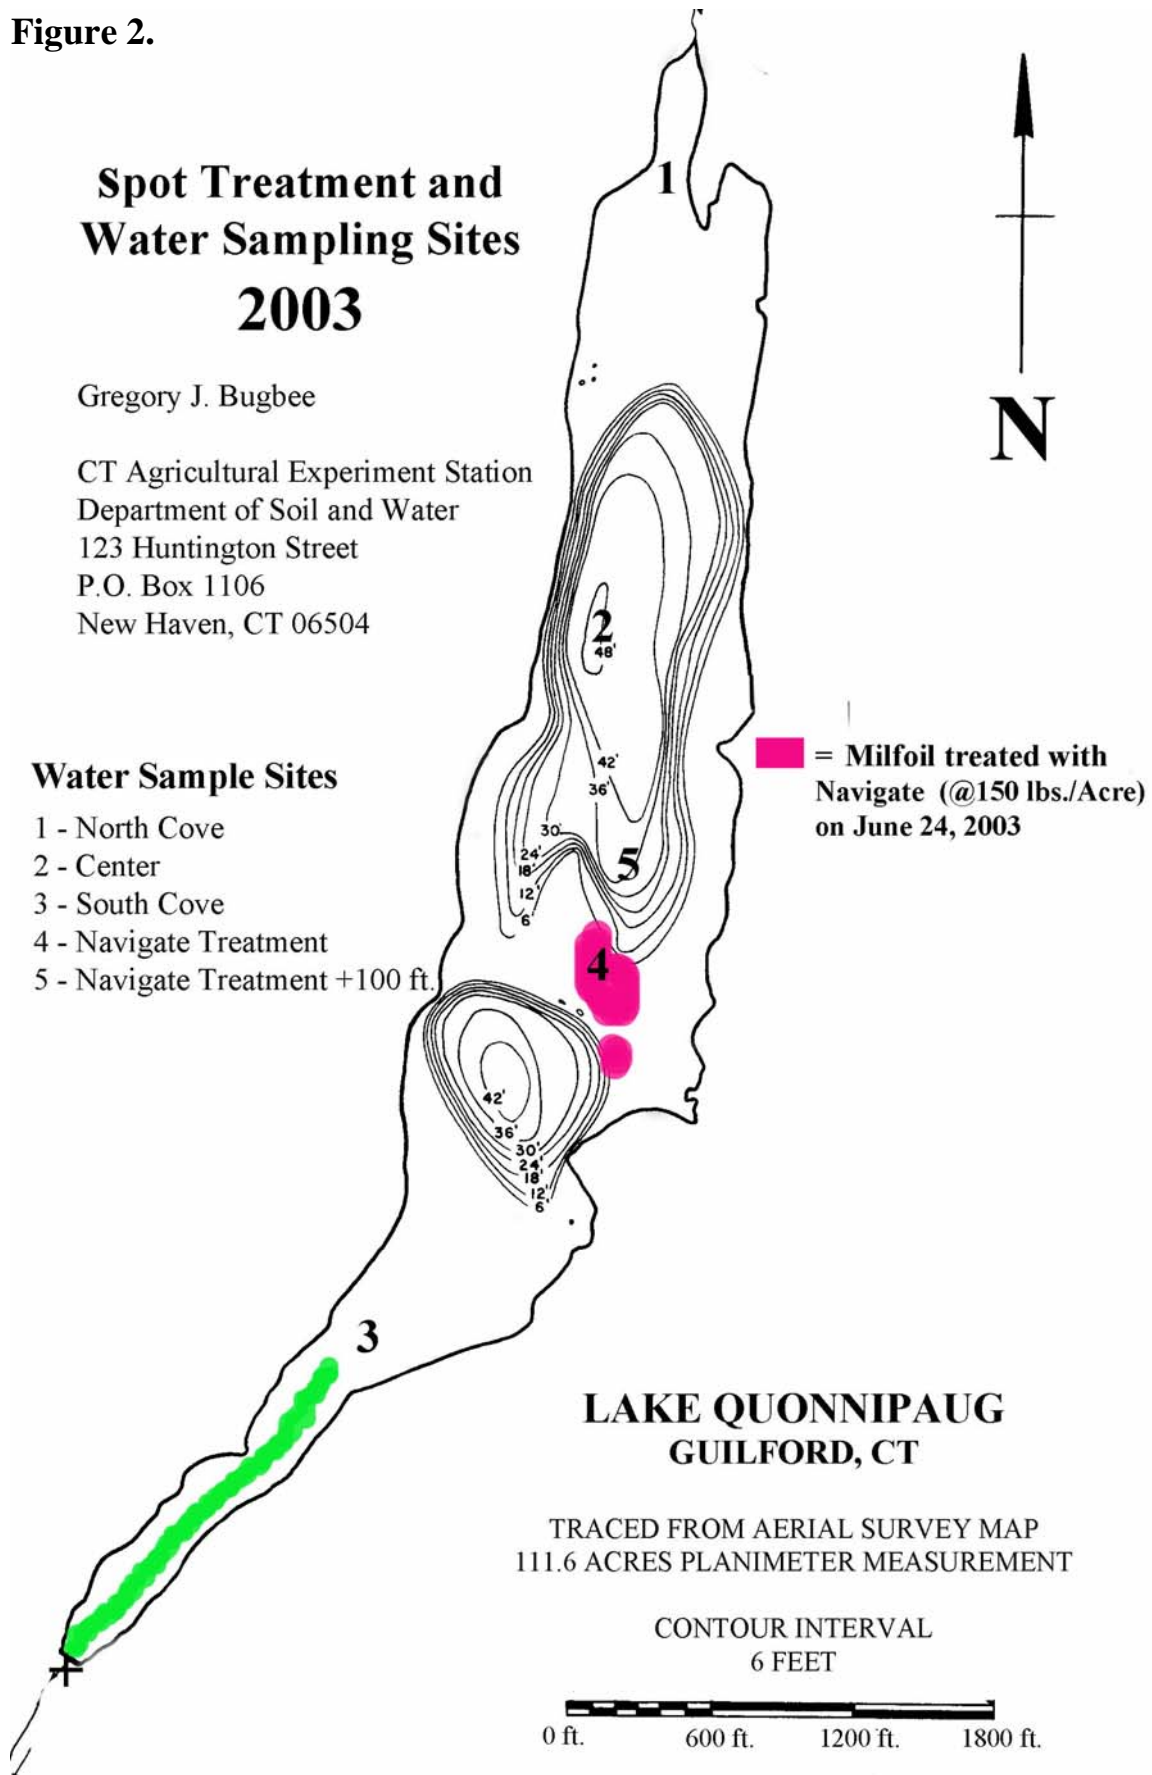 Figure 2.
N
Spot Treatment and
Water Sampling Sites
2003
1
Gregory J. Bugbee
N
CT Agricultural Experiment Station
Department of Soil and Water
123 Huntington Street
P.O. Box 1106
New Haven, CT 06504
2
48'
= Milfoil treated with
Navigate (@150 lbs./Acre)
on June 24, 2003
42'
36'
30'
24'
18'
12'
6'
5
Water Sample Sites
1 - North Cove
2 - Center
3 - South Cove
4 - Navigate Treatment
5 - Navigate Treatment +100 ft.
4
42'
36'
30'
24'
18'
12'
6'
3
LAKE QUONNIPAUG
GUILFORD, CT
TRACED FROM AERIAL SURVEY MAP
111.6 ACRES PLANIMETER MEASUREMENT
CONTOUR INTERVAL
6 FEET
0 ft. 600 ft. 1200 ft. 1800 ft.